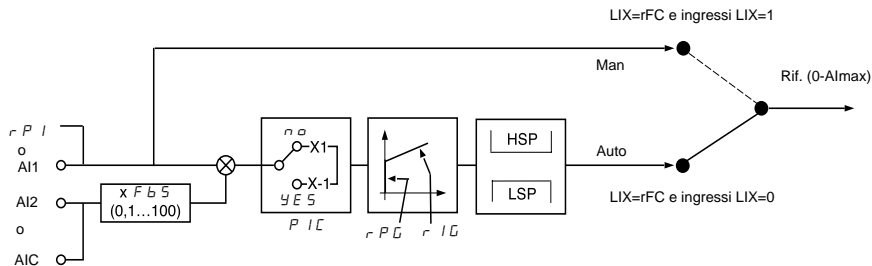 LIX=rFC e ingressi LIX=1
Man
Rif. (0-AImax)
rPI
o
AI1
no
X1
HSP
Auto
AI2
x FbS
(0,1...100)
X-1
YES
LSP
LIX=rFC e ingressi LIX=0
o
PIC
rPG
rIG
AIC